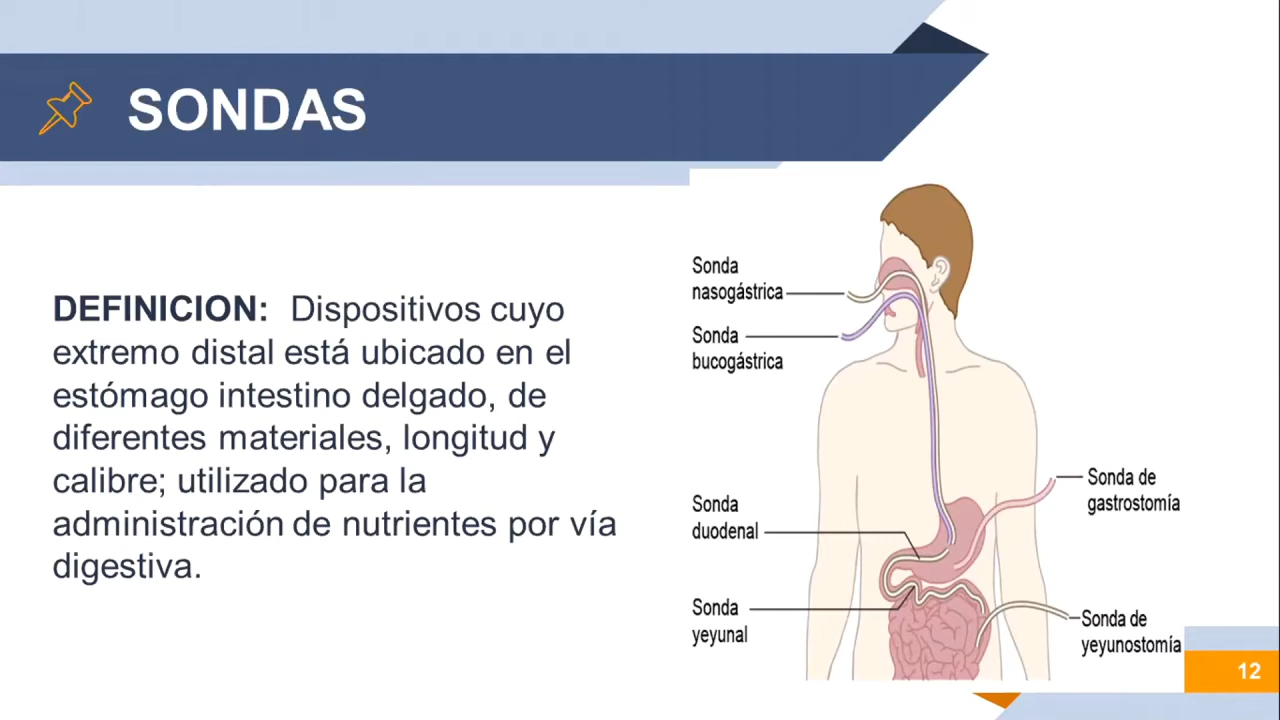 SONDAS
DEFINICION: Dispositivos cuyo
extremo distal está ubicado en el
estómago intestino delgado, de
diferentes materiales, longitud y
calibre; utilizado para la
administración de nutrientes por vía
digestiva.
Sonda
nasogástrica
Sonda
bucogástrica
Sonda
duodenal
Sonda
yeyunal
Sonda de
gastrostomía
Sonda de
yeyunostomía
12